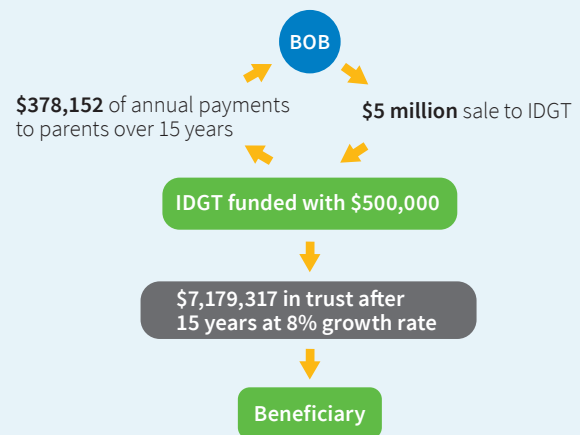 BOB
$378,152 of annual payments
to parents over 15 years
$5 million sale to IDGT
IDGT funded with $500,000
$7,179,317 in trust after
15 years at 8% growth rate
Beneficiary